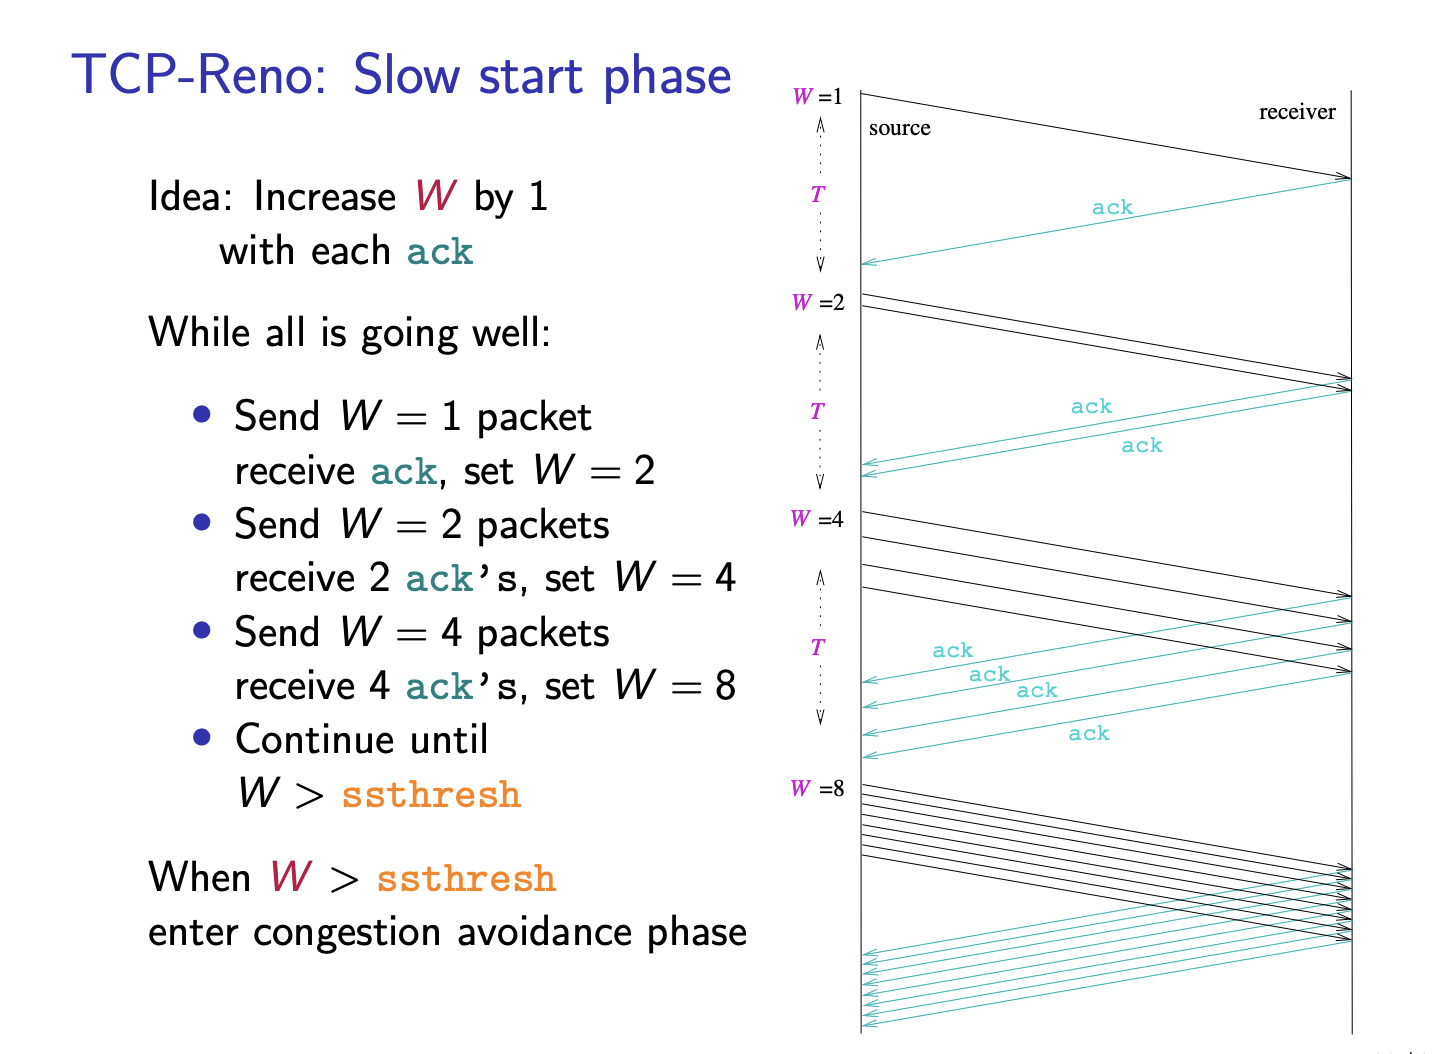 TCP-Reno: Slow start phase
Idea: Increase W by 1
with each ack
While all is going well:
• Send W = 1 packet
receive ack, set W = 2
• Send W = 2 packets
receive 2 ack's, set W = 4
• Send W = 4 packets
receive 4 ack's, set W = 8
• Continue until
W > ssthresh
When W > ssthresh
enter congestion avoidance phase
W =1
source
receiver
T
ack
W =2
T
ack
ack
W =4
T
ack
ack
ack
ack
W =8